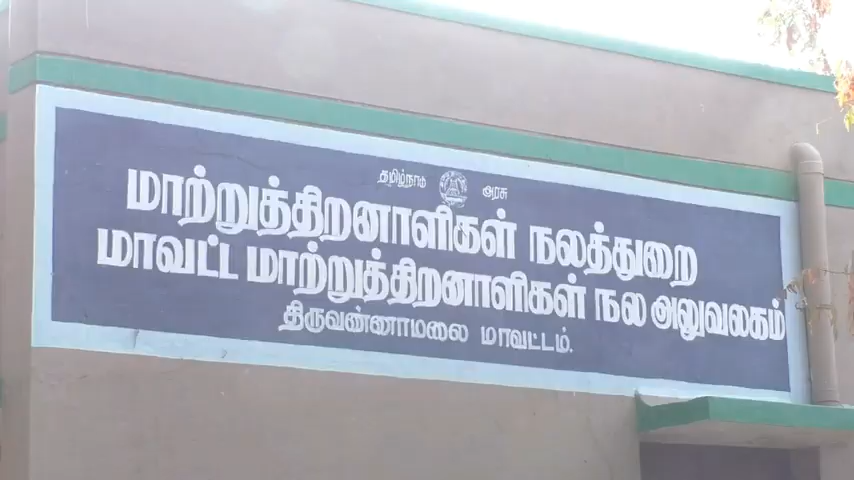 தமிழ்நாடு அரசு
மாற்றுத்திறனாளிகள் நலத்துறை
மாவட்ட மாற்றுத்திறனாளிகள் நல அலுவலகம்
திருவண்ணாமலை மாவட்டம்.